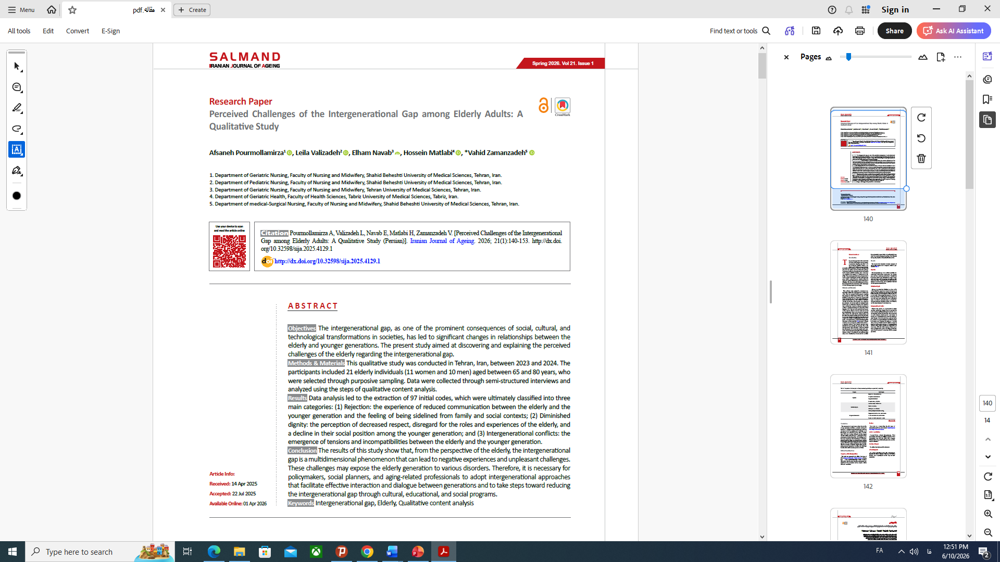 Menu
مقاله.pdf
Create
Sign in
All tools
Edit
Convert
E-Sign
Find text or tools
Share
Ask AI Assistant
SALMAND
IRANIAN JOURNAL OF AGEING
Spring 2026. Vol 21. Issue 1
Research Paper
Perceived Challenges of the Intergenerational Gap among Elderly Adults: A
Qualitative Study
CrossMark
Afsaneh Pourmollamirza1, Leila Valizadeh2, Elham Navab3, Hossein Matlabi4, *Vahid Zamanzadeh5
1. Department of Geriatric Nursing, Faculty of Nursing and Midwifery, Shahid Beheshti University of Medical Sciences, Tehran, Iran.
2. Department of Pediatric Nursing, Faculty of Nursing and Midwifery, Shahid Beheshti University of Medical Sciences, Tehran, Iran.
3. Department of Geriatric Nursing, Faculty of Nursing and Midwifery, Tehran University of Medical Sciences, Tehran, Iran.
4. Department of Geriatric Health, Faculty of Health Sciences, Tabriz University of Medical Sciences, Tabriz, Iran.
5. Department of medical-Surgical Nursing, Faculty of Nursing and Midwifery, Shahid Beheshti University of Medical Sciences, Tehran, Iran.
Use your device to scan
and read the article online
Citation Pourmollamirza A, Valizadeh L, Navab E, Matlabi H, Zamanzadeh V. [Perceived Challenges of the Intergenerational
Gap among Elderly Adults: A Qualitative Study (Persian)]. Iranian Journal of Ageing. 2026; 21(1):140-153. http://dx.doi.
org/10.32598/sija.2025.4129.1
doi http://dx.doi.org/10.32598/sija.2025.4129.1
ABSTRACT
Objectives The intergenerational gap, as one of the prominent consequences of social, cultural, and
technological transformations in societies, has led to significant changes in relationships between the
elderly and younger generations. The present study aimed at discovering and explaining the perceived
challenges of the elderly regarding the intergenerational gap.
Methods & Materials This qualitative study was conducted in Tehran, Iran, between 2023 and 2024. The
participants included 21 elderly individuals (11 women and 10 men) aged between 65 and 80 years, who
were selected through purposive sampling. Data were collected through semi-structured interviews and
analyzed using the steps of qualitative content analysis.
Results Data analysis led to the extraction of 97 initial codes, which were ultimately classified into three
main categories: (1) Rejection: the experience of reduced communication between the elderly and the
younger generation and the feeling of being sidelined from family and social contexts; (2) Diminished
dignity: the perception of decreased respect, disregard for the roles and experiences of the elderly, and
a decline in their social position among the younger generation; and (3) Intergenerational conflicts: the
emergence of tensions and incompatibilities between the elderly and the younger generation.
Conclusion The results of this study show that, from the perspective of the elderly, the intergenerational
gap is a multidimensional phenomenon that can lead to negative experiences and unpleasant challenges.
These challenges may expose the elderly generation to various disorders. Therefore, it is necessary for
policymakers, social planners, and aging-related professionals to adopt intergenerational approaches
that facilitate effective interaction and dialogue between generations and to take steps toward reducing
the intergenerational gap through cultural, educational, and social programs.
Keywords Intergenerational gap, Elderly, Qualitative content analysis
Article Info:
Received: 14 Apr 2025
Accepted: 22 Jul 2025
Available Online: 01 Apr 2026
Pages
140
141
142
140
14
Type here to search
FA
فا
12:51 PM
6/10/2026
2